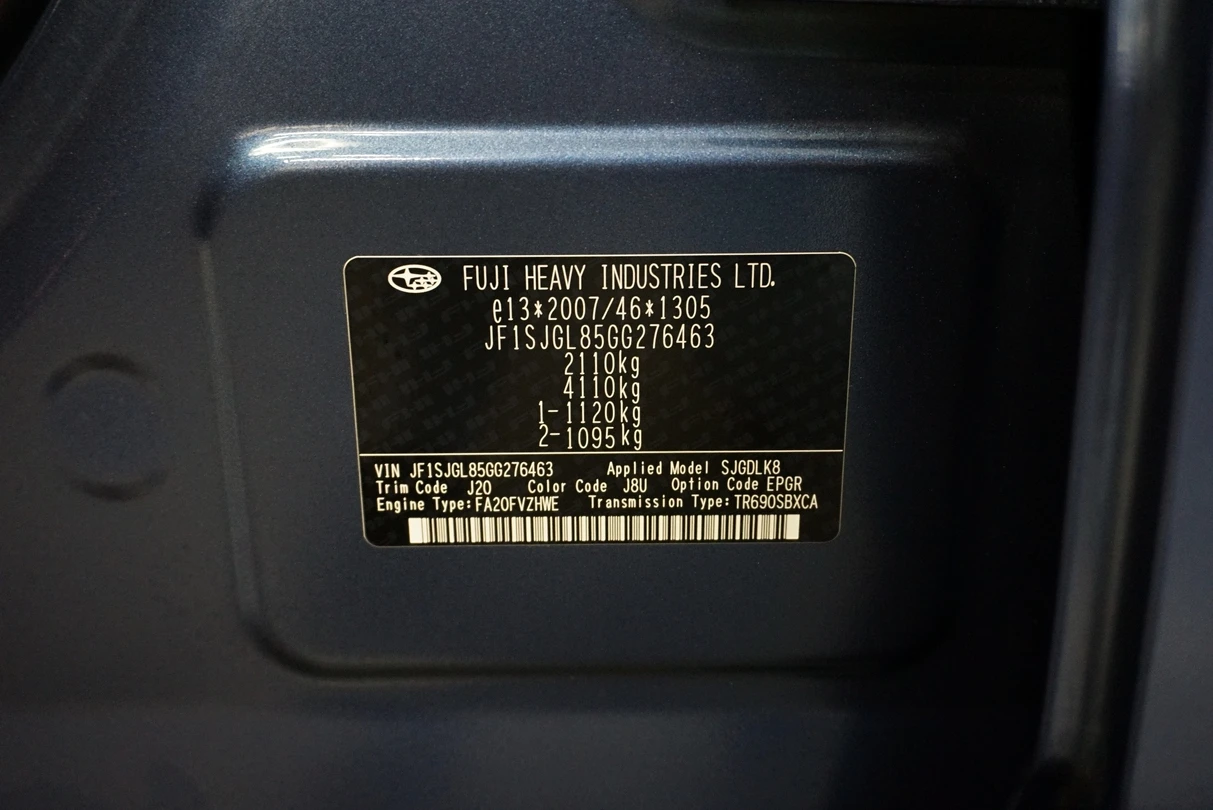 FUJI HEAVY INDUSTRIES LTD.
e13*2007/46*1305
JF1SJGL85GG276463
2110kg
4110kg
1-1120kg
2-1095kg
VIN JF1SJGL85GG276463 Applied Model SJGDLK8
Trim Code J20 Color Code J8U Option Code EPGR
Engine Type:FA20FVZHWE Transmission Type:TR690SBXCA